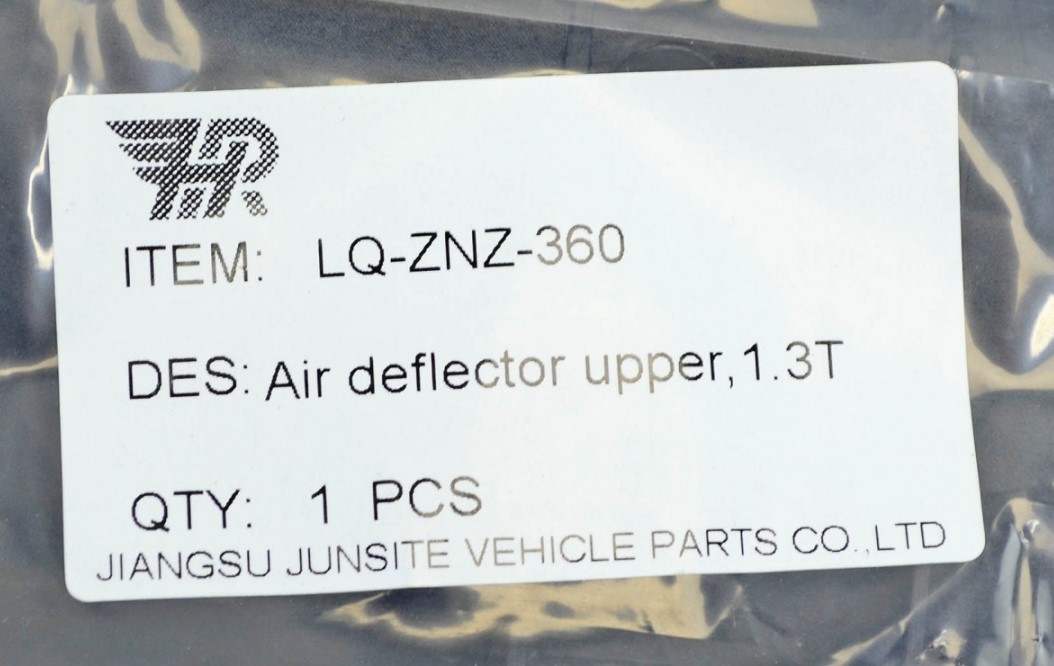 HR
ITEM: LQ-ZNZ-360
DES: Air deflector upper,1.3T
QTY: 1 PCS
JIANGSU JUNSITE VEHICLE PARTS CO.,LTD